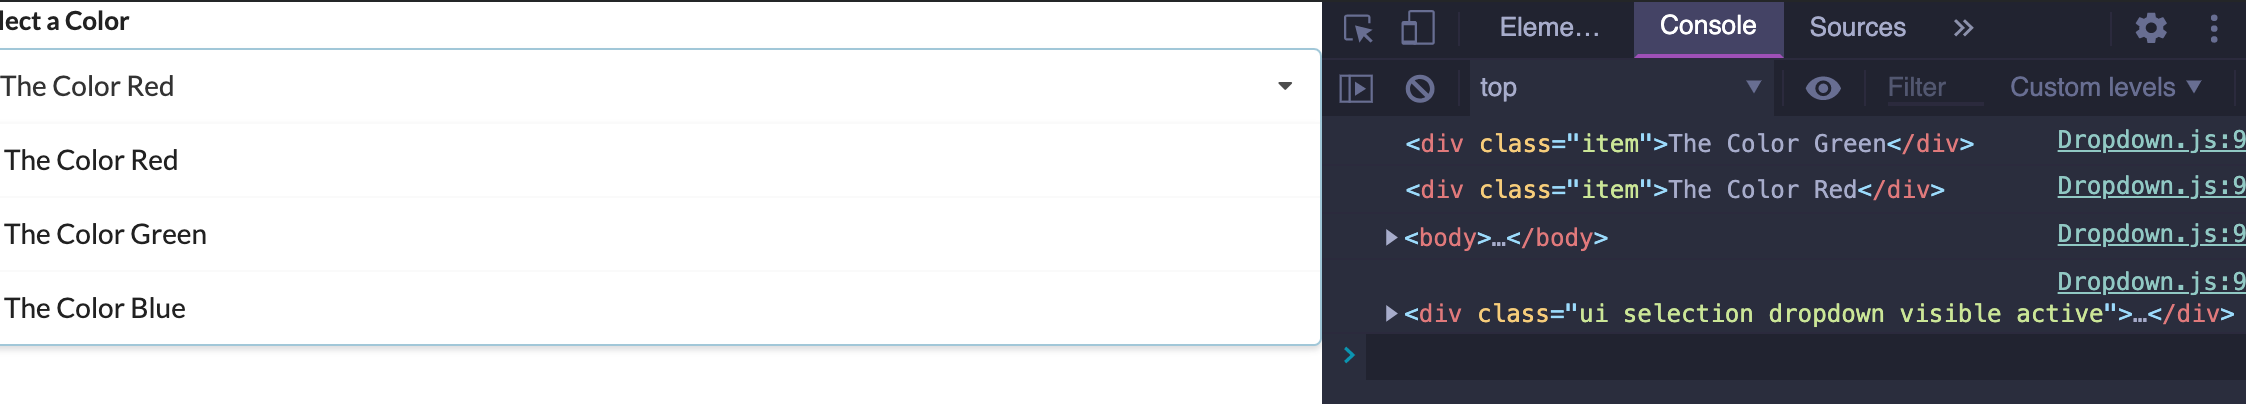 lect a Color
The Color Red
The Color Red
The Color Green
The Color Blue
Eleme…
Console
Sources
top
Filter
Custom levels
<div class="item">The Color Green</div>
Dropdown.js:9
<div class="item">The Color Red</div>
Dropdown.js:9
<body>…</body>
Dropdown.js:9
Dropdown.js:9
<div class="ui selection dropdown visible active">…</div>